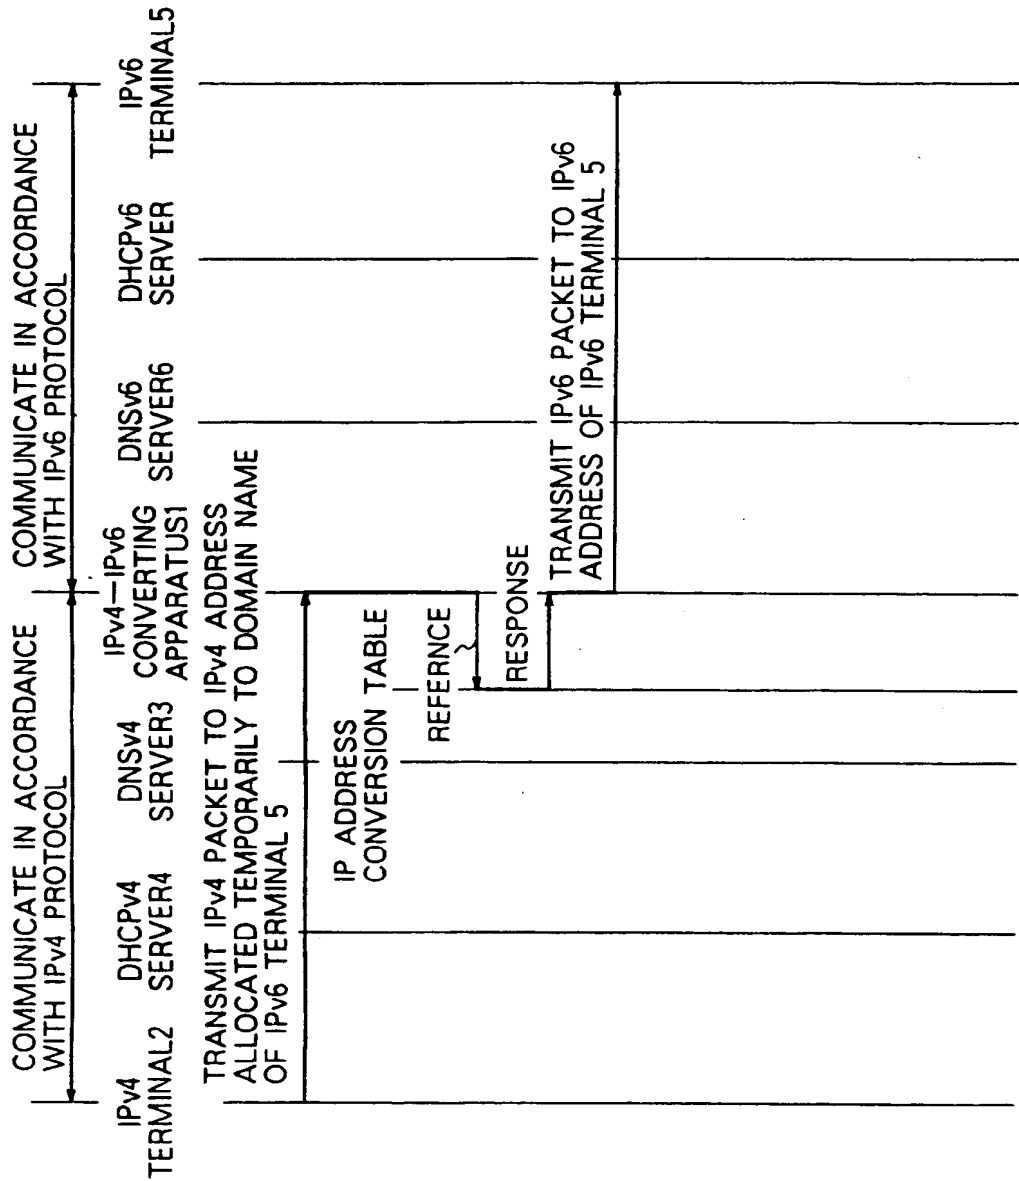 COMMUNICATE IN ACCORDANCE
WITH IPv4 PROTOCOL
COMMUNICATE IN ACCORDANCE
WITH IPv6 PROTOCOL
IPv4
TERMINAL2
DHCPv4
SERVER4
DNSv4
SERVER3
IPv4—IPv6
CONVERTING
APPARATUS1
DNSv6
SERVER6
DHCPv6
SERVER
IPv6
TERMINAL5
TRANSMIT IPv4 PACKET TO IPv4 ADDRESS
ALLOCATED TEMPORARILY TO DOMAIN NAME
OF IPv6 TERMINAL 5
IP ADDRESS
CONVERSION TABLE
REFERNCE
RESPONSE
TRANSMIT IPv6 PACKET TO IPv6
ADDRESS OF IPv6 TERMINAL 5